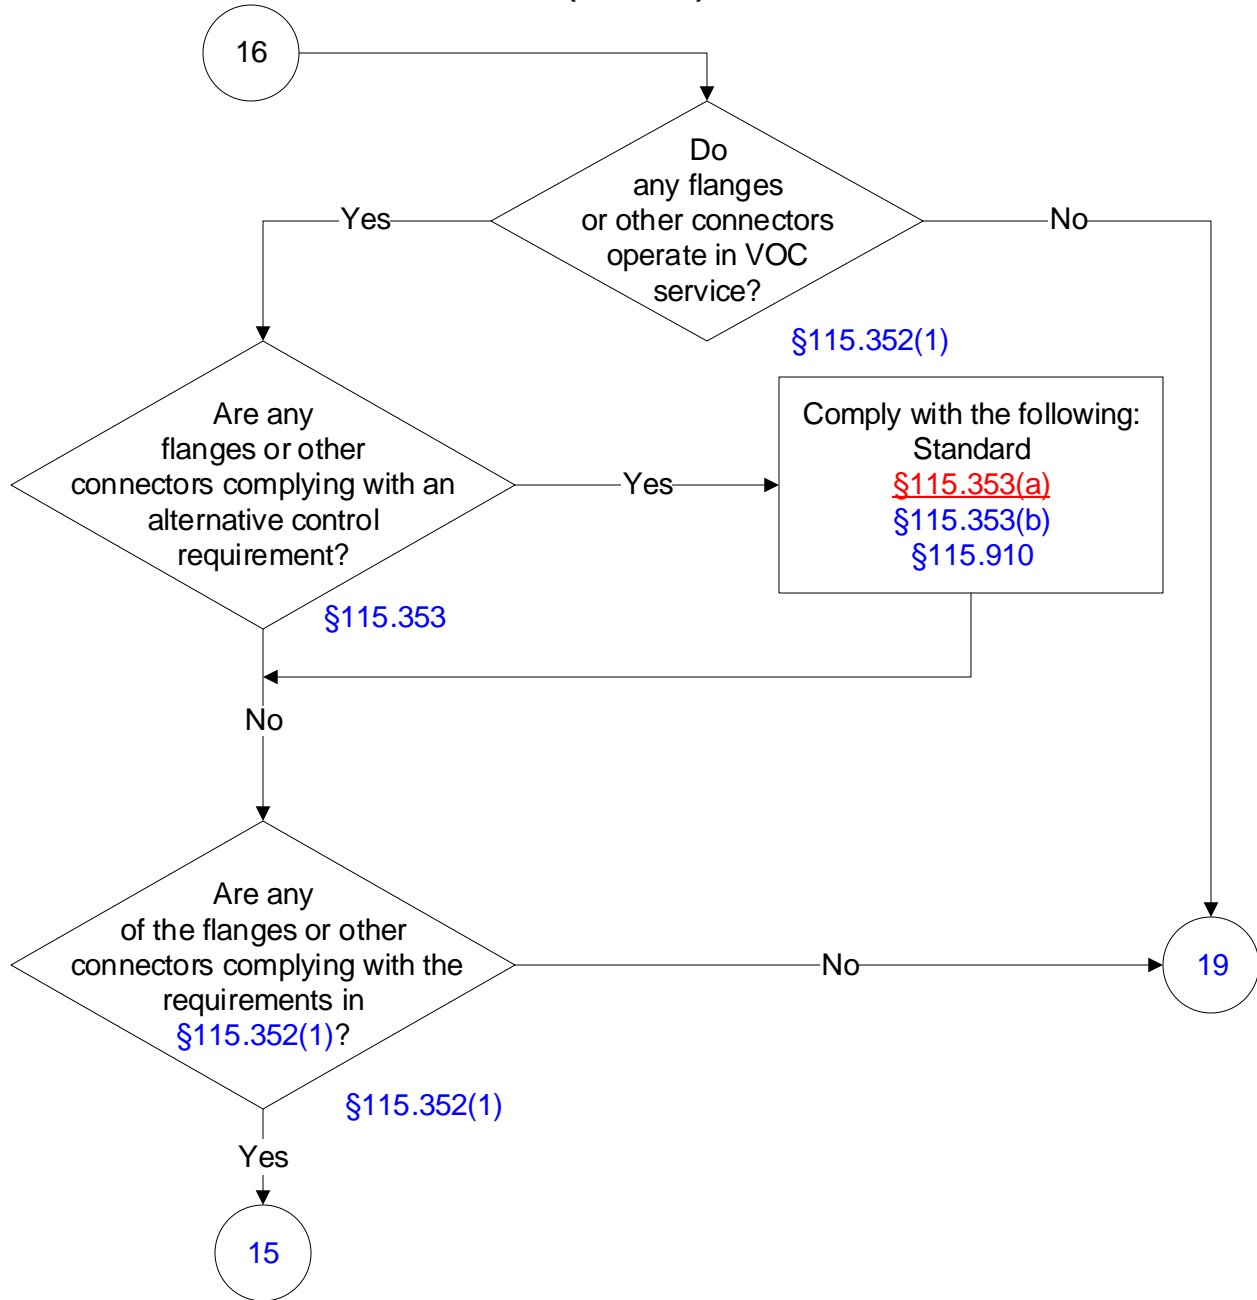 16
Do
any flanges
or other connectors
operate in VOC
service?
Yes
No
§115.352(1)
Are any
flanges or other
connectors complying with an
alternative control
requirement?
Yes
Comply with the following:
Standard
§115.353(a)
§115.353(b)
§115.910
§115.353
No
Are any
of the flanges or other
connectors complying with the
requirements in
§115.352(1)?
No
19
§115.352(1)
Yes
15